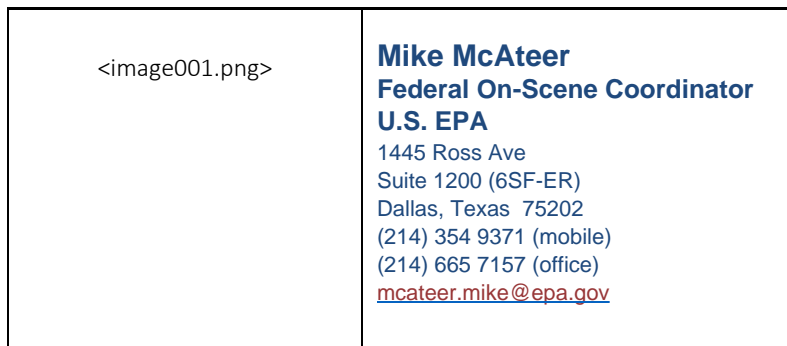 <image001.png>
Mike McAteer
Federal On-Scene Coordinator
U.S. EPA
1445 Ross Ave
Suite 1200 (6SF-ER)
Dallas, Texas  75202
(214) 354 9371 (mobile)
(214) 665 7157 (office)
mcateer.mike@epa.gov